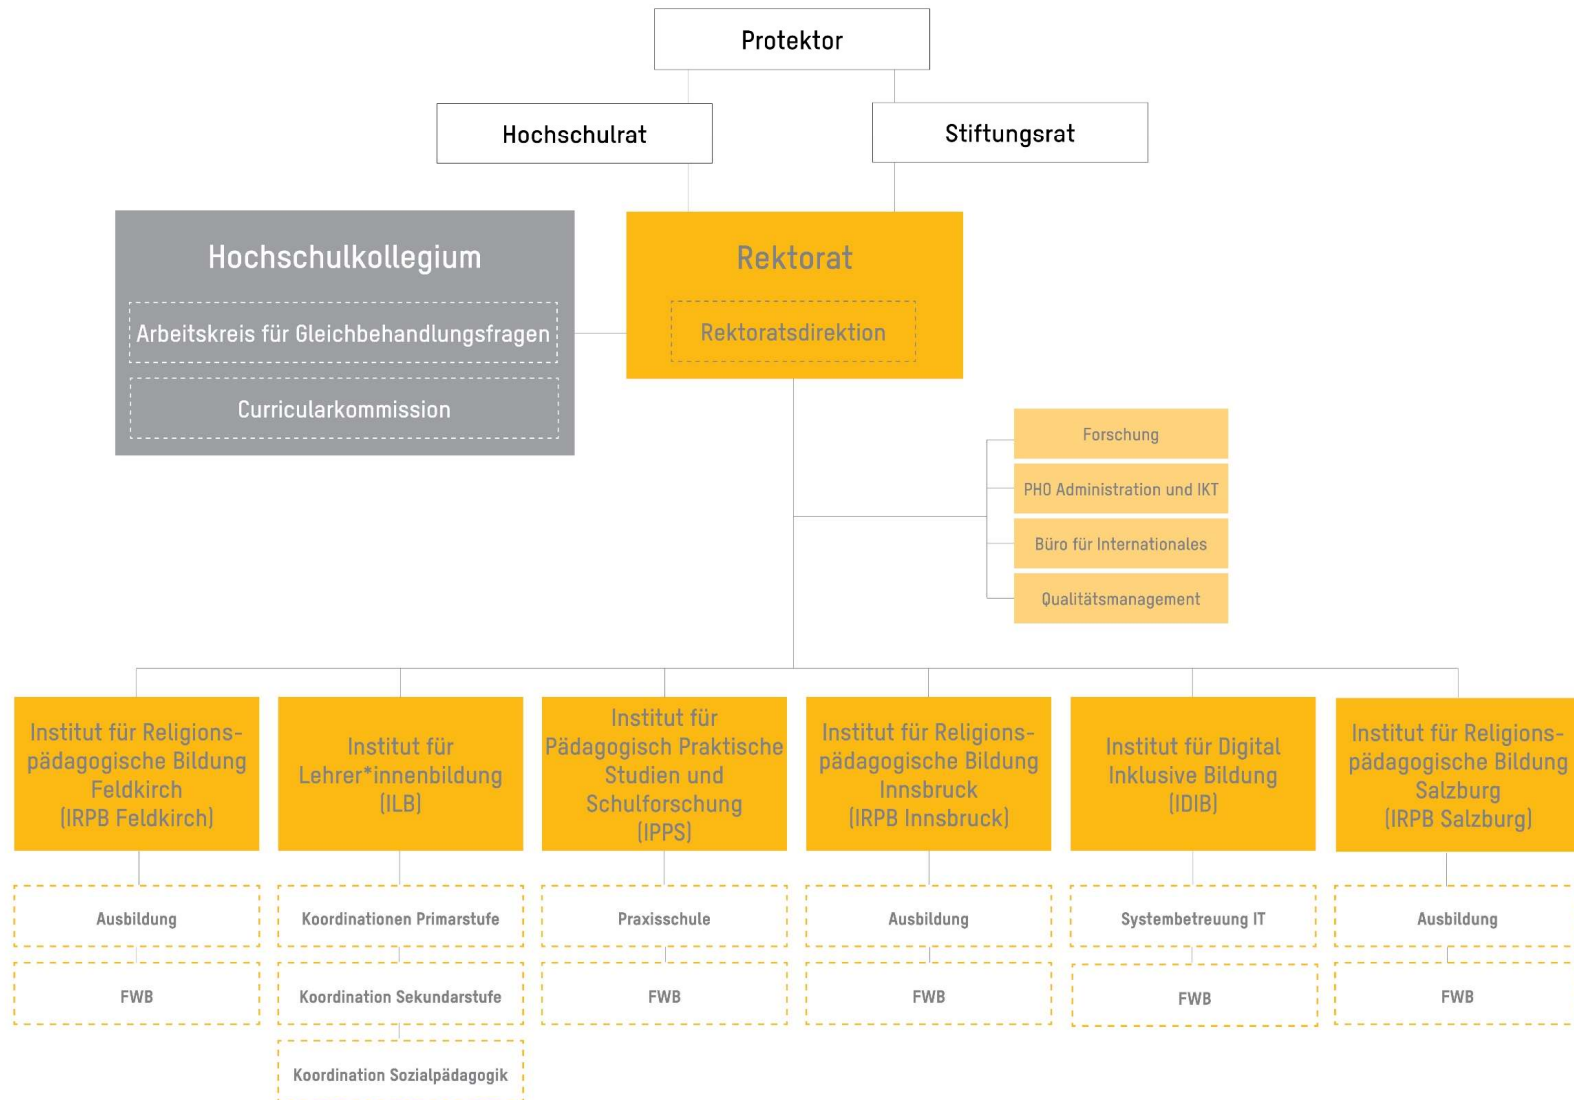 Protektor
Hochschulrat
Stiftungsrat
Hochschulkollegium
Arbeitskreis für Gleichbehandlungsfragen
Curricularkommission
Rektorat
Rektoratsdirektion
Forschung
PHO Administration und IKT
Büro für Internationales
Qualitätsmanagement
Institut für Religions-
pädagogische Bildung
Feldkirch
(IRPB Feldkirch)
Institut für
Lehrer*innenbildung
(ILB)
Institut für
Pädagogisch Praktische
Studien und
Schulforschung
(IPPS)
Institut für Religions-
pädagogische Bildung
Innsbruck
(IRPB Innsbruck)
Institut für Digital
Inklusive Bildung
(IDIB)
Institut für Religions-
pädagogische Bildung
Salzburg
(IRPB Salzburg)
Ausbildung
Koordinationen Primarstufe
Praxisschule
Ausbildung
Systembetreuung IT
Ausbildung
FWB
Koordination Sekundarstufe
FWB
FWB
FWB
FWB
Koordination Sozialpädagogik